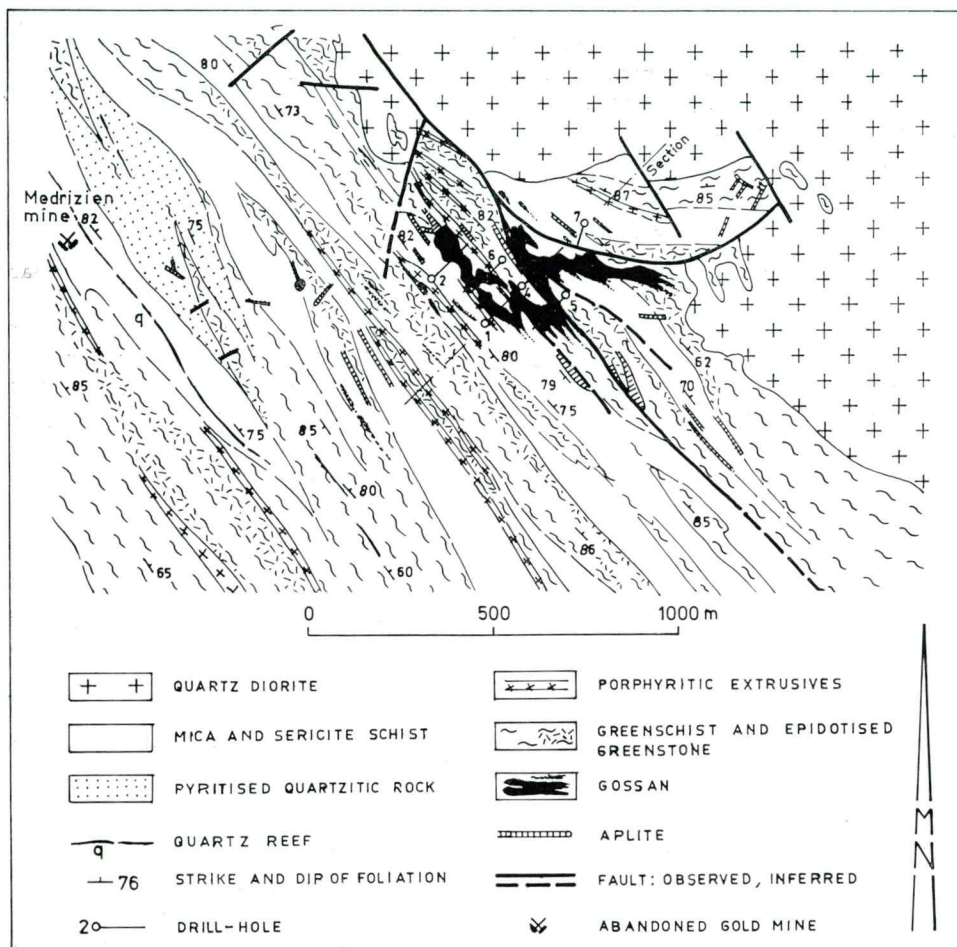 80
73
Section
87
85
Medrizien
mine
82
75
82
82
7
6
2
4
5
1
q
80
85
79
75
62
70
75
85
80
85
86
65
60
0 500 1000 m
QUARTZ DIORITE
MICA AND SERICITE SCHIST
PYRITISED QUARTZITIC ROCK
q QUARTZ REEF
76 STRIKE AND DIP OF FOLIATION
2 DRILL-HOLE
PORPHYRITIC EXTRUSIVES
GREENSCHIST AND EPIDOTISED
GREENSTONE
GOSSAN
APLITE
FAULT: OBSERVED, INFERRED
ABANDONED GOLD MINE
M
N